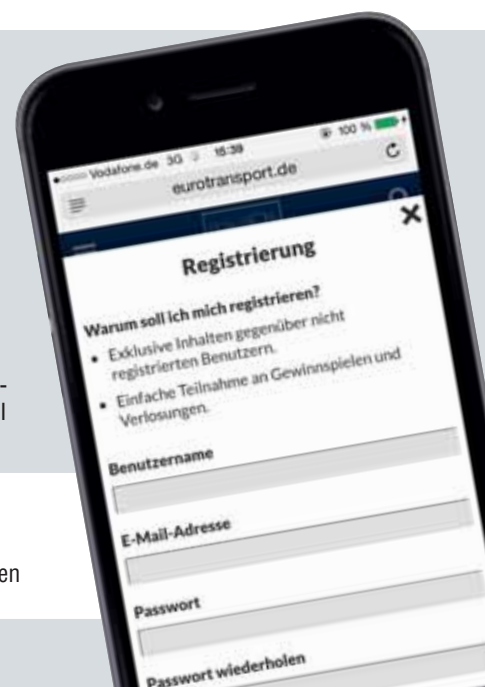 Vodafone.de 3G 15:39 100 %
eurotransport.de
Registrierung
Warum soll ich mich registrieren?
• Exklusive Inhalten gegenüber nicht
registrierten Benutzern.
• Einfache Teilnahme an Gewinnspielen und
Verlosungen.
-
l
Benutzername
E-Mail-Adresse
en
Passwort
Passwort wiederholen